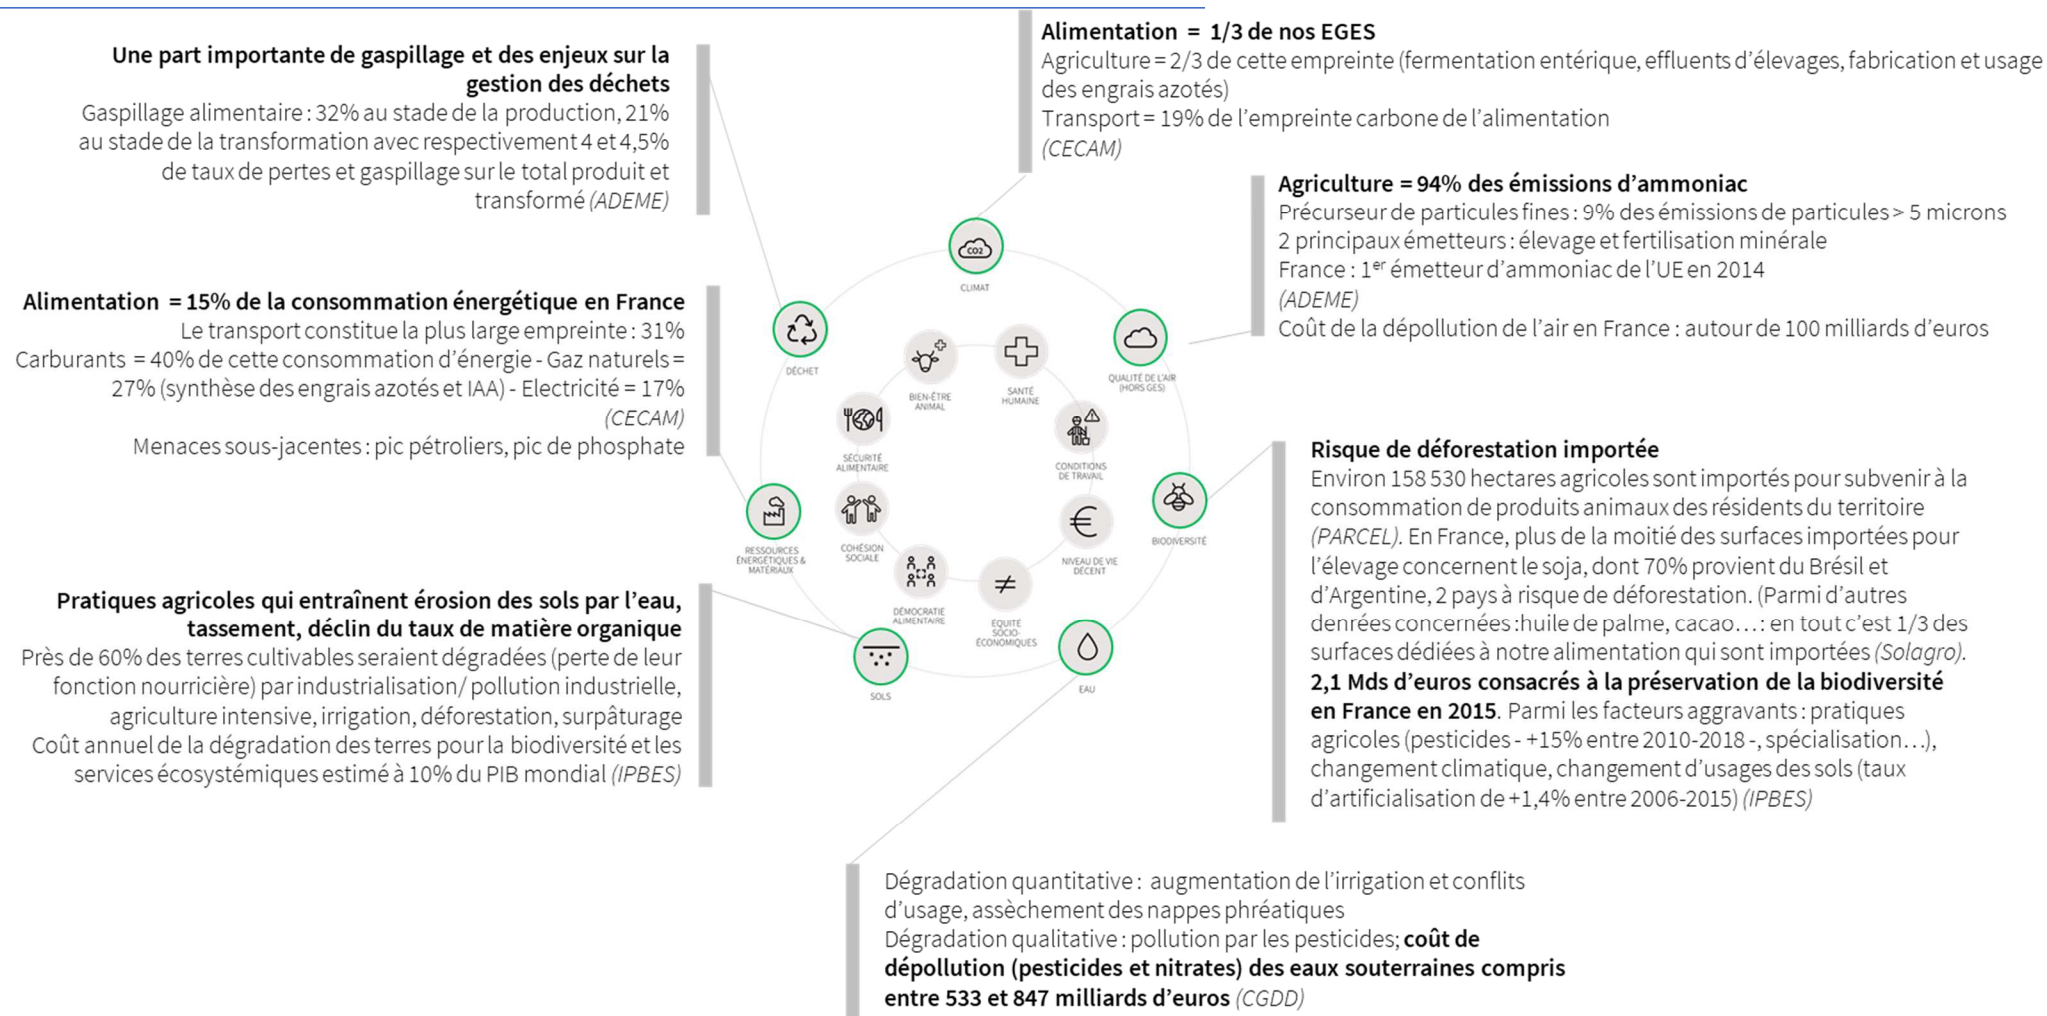 Une part importante de gaspillage et des enjeux sur la
gestion des déchets
Gaspillage alimentaire : 32% au stade de la production, 21%
au stade de la transformation avec respectivement 4 et 4,5%
de taux de pertes et gaspillage sur le total produit et
transformé (ADEME)
Alimentation = 1/3 de nos EGES
Agriculture = 2/3 de cette empreinte (fermentation entérique, effluents d'élevages, fabrication et usage
des engrais azotés)
Transport = 19% de l'empreinte carbone de l'alimentation
(CECAM)
Agriculture = 94% des émissions d'ammoniac
Précurseur de particules fines : 9% des émissions de particules > 5 microns
2 principaux émetteurs : élevage et fertilisation minérale
France : 1er émetteur d'ammoniac de l'UE en 2014
(ADEME)
Coût de la dépollution de l'air en France : autour de 100 milliards d'euros
Alimentation = 15% de la consommation énergétique en France
Le transport constitue la plus large empreinte : 31%
Carburants = 40% de cette consommation d'énergie - Gaz naturels =
27% (synthèse des engrais azotés et IAA) - Electricité = 17%
(CECAM)
Menaces sous-jacentes : pic pétroliers, pic de phosphate
CO2
CLIMAT
DÉCHET
QUALITÉ DE L'AIR
(HORS GES)
BIEN-ÊTRE
ANIMAL
SANTÉ
HUMAINE
SÉCURITÉ
ALIMENTAIRE
CONDITIONS
DE TRAVAIL
BIODIVERSITÉ
RESSOURCES
ÉNERGÉTIQUES &
MATÉRIAUX
COHÉSION
SOCIALE
NIVEAU DE VIE
DÉCENT
DÉMOCRATIE
ALIMENTAIRE
ÉQUITÉ
SOCIO-
ÉCONOMIQUES
SOLS
EAU
Risque de déforestation importée
Environ 158 530 hectares agricoles sont importés pour subvenir à la
consommation de produits animaux des résidents du territoire
(PARCEL). En France, plus de la moitié des surfaces importées pour
l'élevage concernent le soja, dont 70% provient du Brésil et
d'Argentine, 2 pays à risque de déforestation. (Parmi d'autres
denrées concernées :huile de palme, cacao… : en tout c'est 1/3 des
surfaces dédiées à notre alimentation qui sont importées (Solagro).
2,1 Mds d'euros consacrés à la préservation de la biodiversité
en France en 2015. Parmi les facteurs aggravants : pratiques
agricoles (pesticides - +15% entre 2010-2018 -, spécialisation…),
changement climatique, changement d'usages des sols (taux
d'artificialisation de +1,4% entre 2006-2015) (IPBES)
Pratiques agricoles qui entraînent érosion des sols par l'eau,
tassement, déclin du taux de matière organique
Près de 60% des terres cultivables seraient dégradées (perte de leur
fonction nourricière) par industrialisation/ pollution industrielle,
agriculture intensive, irrigation, déforestation, surpâturage
Coût annuel de la dégradation des terres pour la biodiversité et les
services écosystémiques estimé à 10% du PIB mondial (IPBES)
Dégradation quantitative : augmentation de l'irrigation et conflits
d'usage, assèchement des nappes phréatiques
Dégradation qualitative : pollution par les pesticides; coût de
dépollution (pesticides et nitrates) des eaux souterraines compris
entre 533 et 847 milliards d'euros (CGDD)